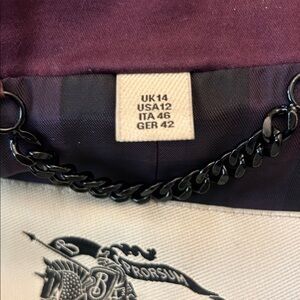 UK14
USA12
ITA 46
GER 42
PRORSUM
B